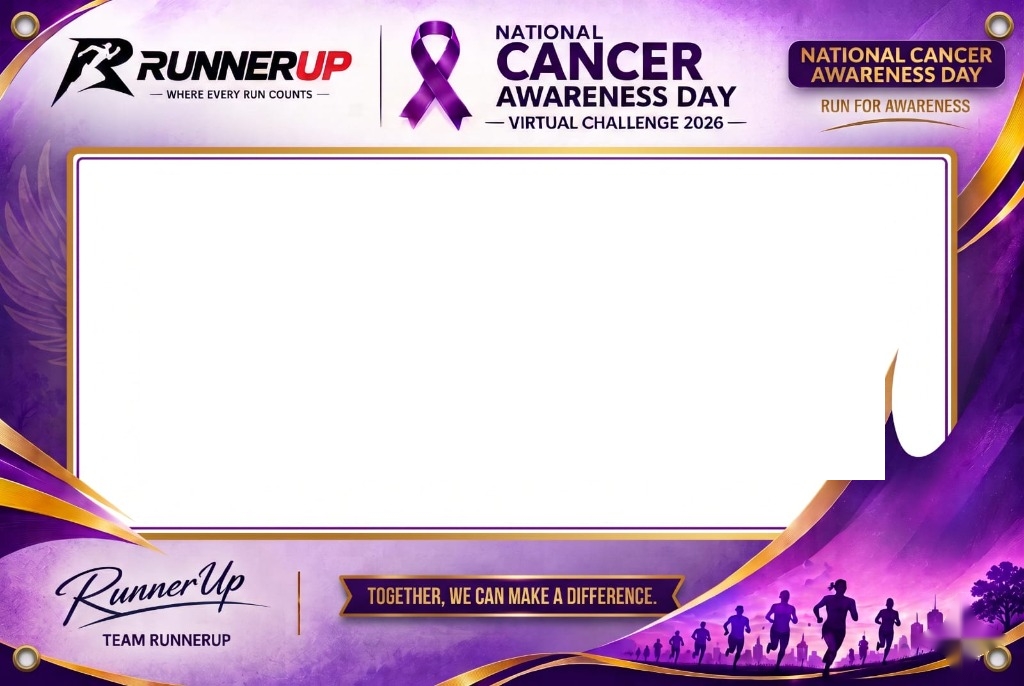 RUNNERUP
— WHERE EVERY RUN COUNTS —
NATIONAL
CANCER
AWARENESS DAY
— VIRTUAL CHALLENGE 2026 —
NATIONAL CANCER
AWARENESS DAY
RUN FOR AWARENESS
RunnerUp
TEAM RUNNERUP
TOGETHER, WE CAN MAKE A DIFFERENCE.